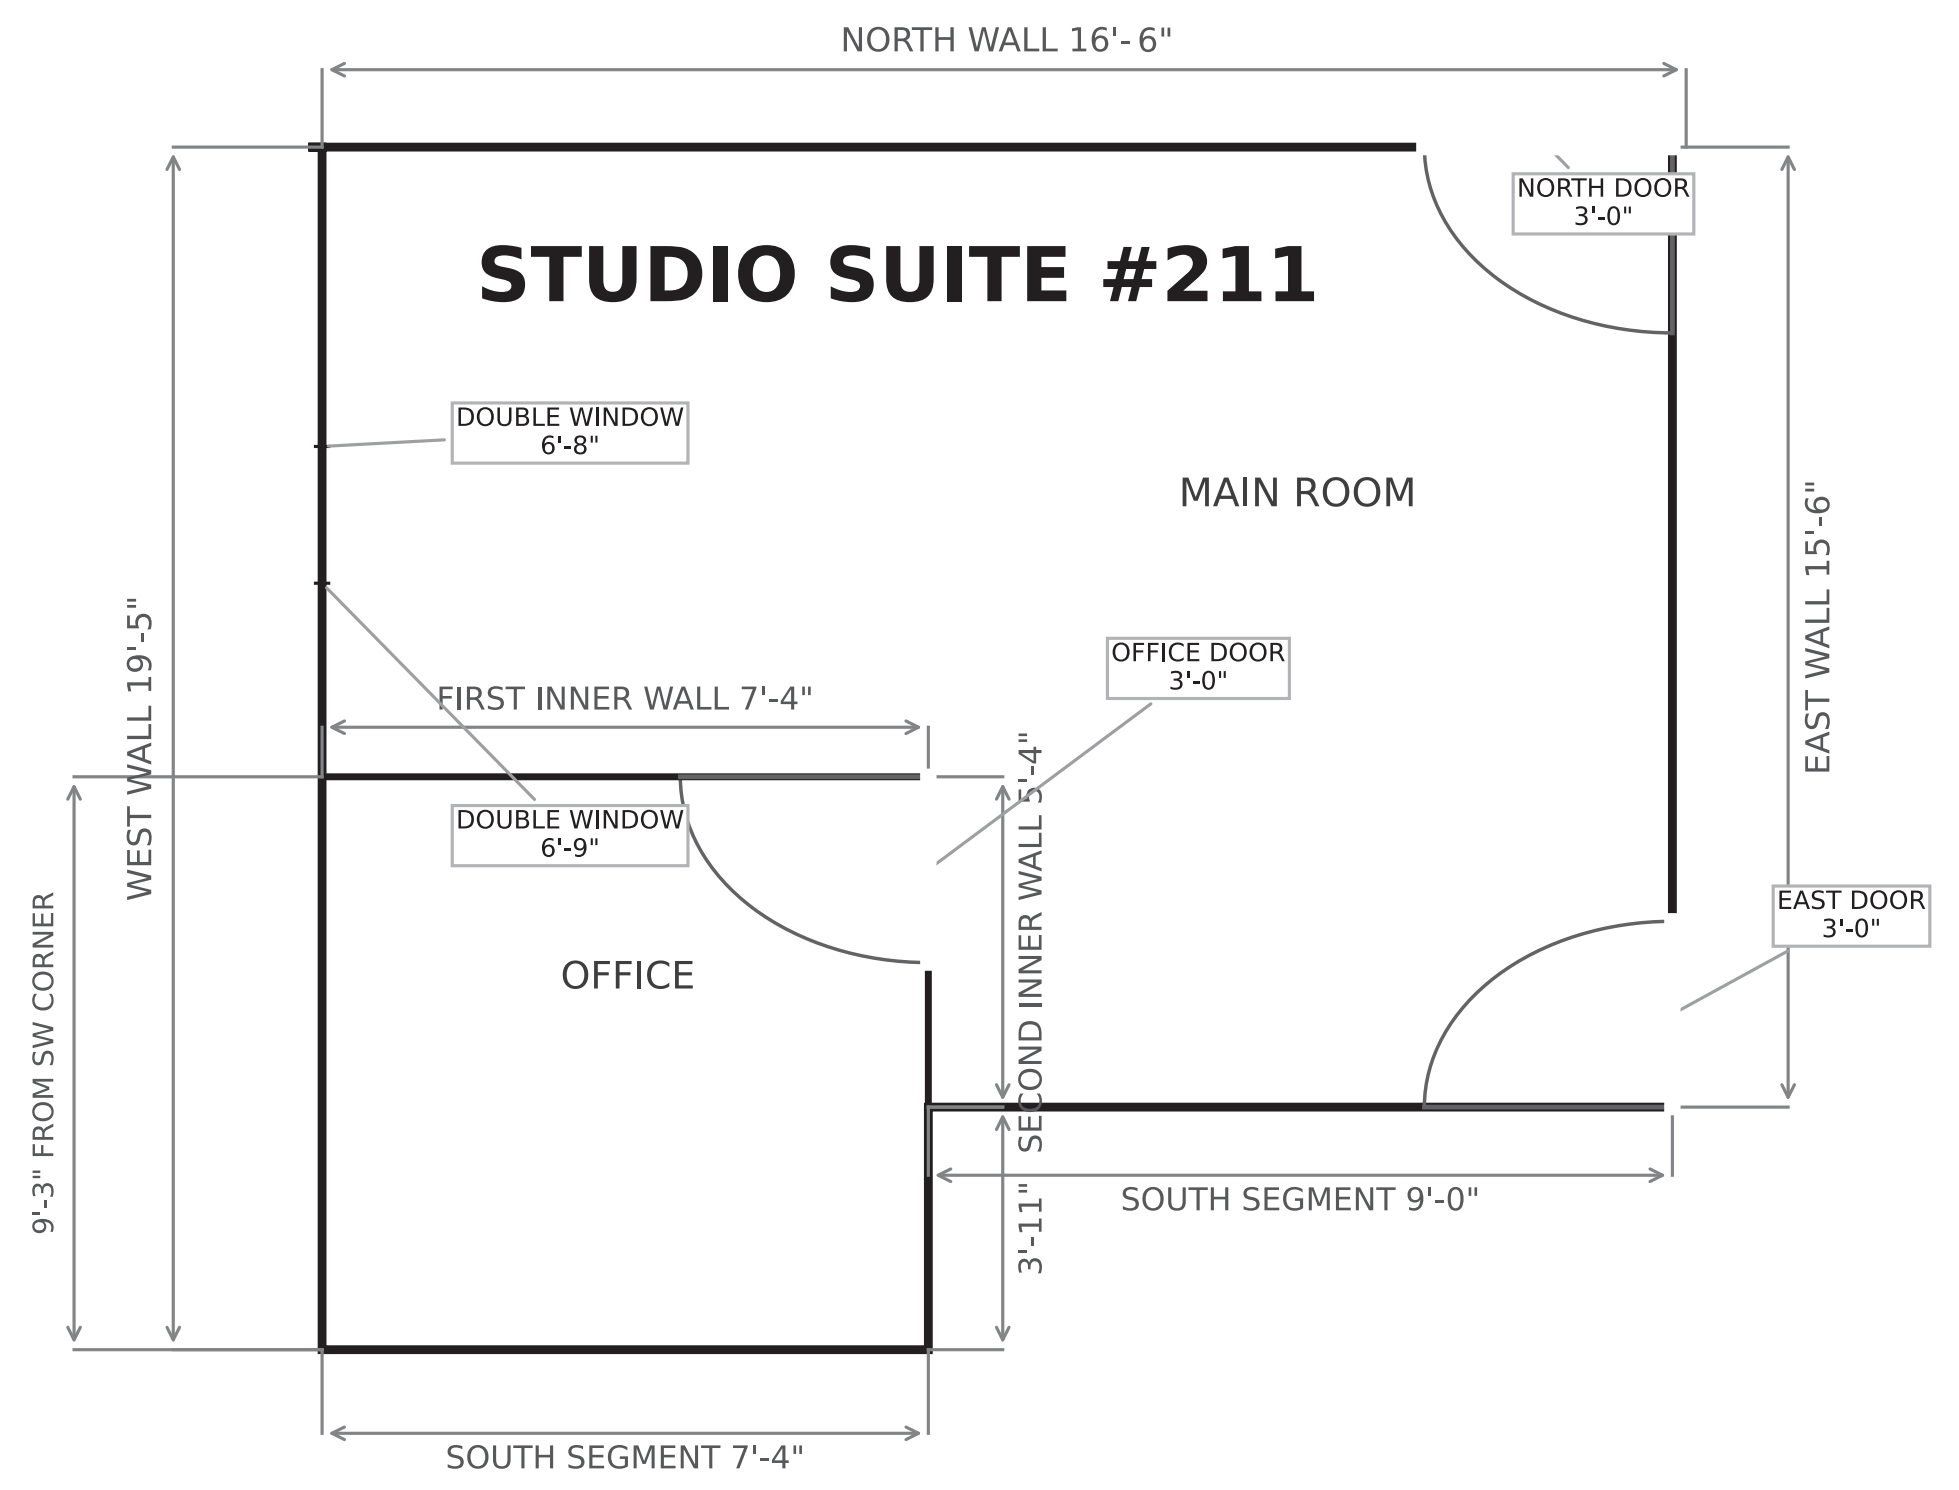 NORTH WALL 16'-6"
NORTH DOOR
3'-0"
STUDIO SUITE #211
DOUBLE WINDOW
6'-8"
MAIN ROOM
EAST WALL 15'-6"
WEST WALL 19'-5"
OFFICE DOOR
3'-0"
FIRST INNER WALL 7'-4"
SECOND INNER WALL 5'-4"
DOUBLE WINDOW
6'-9"
EAST DOOR
3'-0"
9'-3" FROM SW CORNER
OFFICE
3'-11"
SOUTH SEGMENT 9'-0"
SOUTH SEGMENT 7'-4"